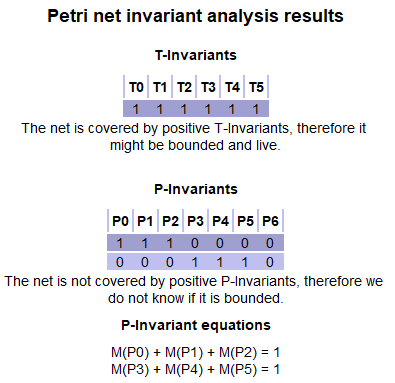 Petri net invariant analysis results
T-Invariants
T0 T1 T2 T3 T4 T5
1 1 1 1 1 1
The net is covered by positive T-Invariants, therefore it
might be bounded and live.
P-Invariants
P0 P1 P2 P3 P4 P5 P6
1 1 1 0 0 0 0
0 0 0 1 1 1 0
The net is not covered by positive P-Invariants, therefore we
do not know if it is bounded.
P-Invariant equations
M(P0) + M(P1) + M(P2) = 1
M(P3) + M(P4) + M(P5) = 1